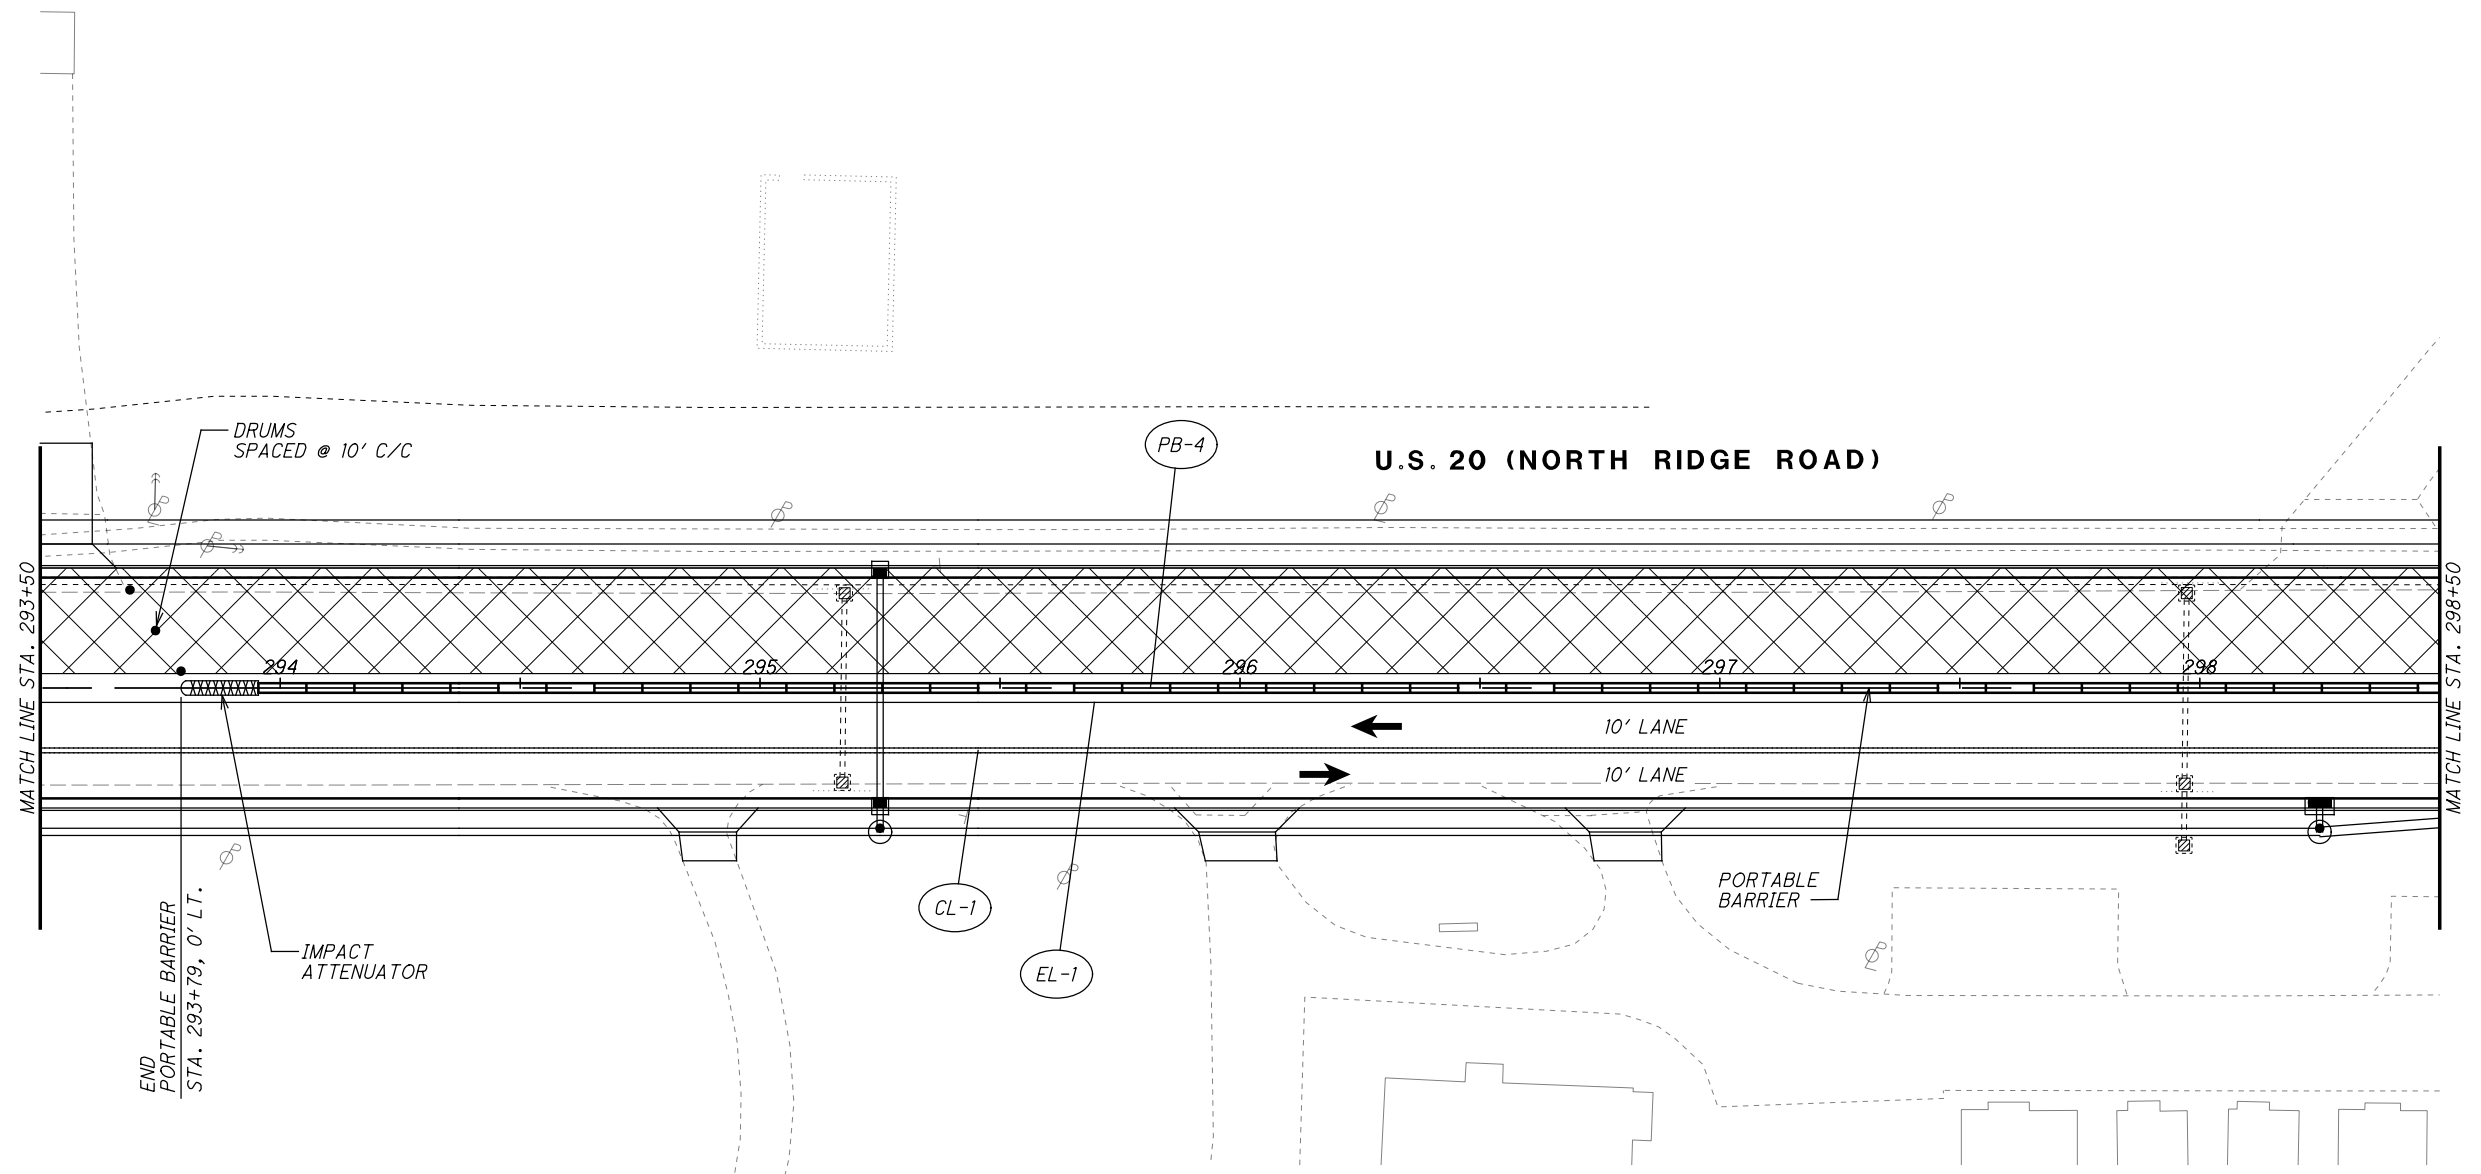 DRUMS
SPACED @ 10' C/C
PB-4
U.S. 20 (NORTH RIDGE ROAD)
MATCH LINE STA. 293+50
MATCH LINE STA. 298+50
294
295
296
297
298
10' LANE
10' LANE
PORTABLE
BARRIER
CL-1
EL-1
IMPACT
ATTENUATOR
END
PORTABLE BARRIER
STA. 293+79, 0' LT.